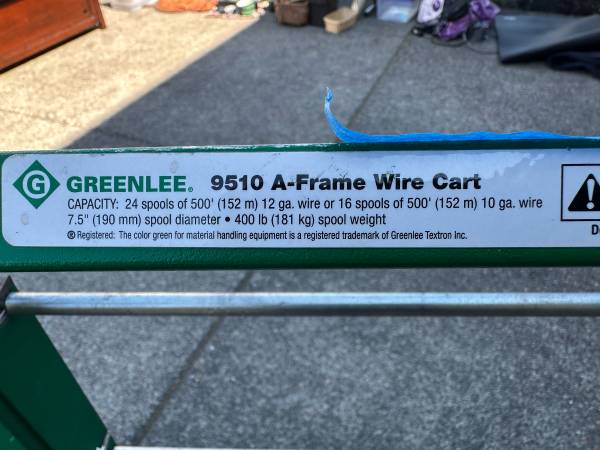 G GREENLEE® 9510 A-Frame Wire Cart
CAPACITY: 24 spools of 500' (152 m) 12 ga. wire or 16 spools of 500' (152 m) 10 ga. wire
7.5" (190 mm) spool diameter • 400 lb (181 kg) spool weight
® Registered: The color green for material handling equipment is a registered trademark of Greenlee Textron Inc.